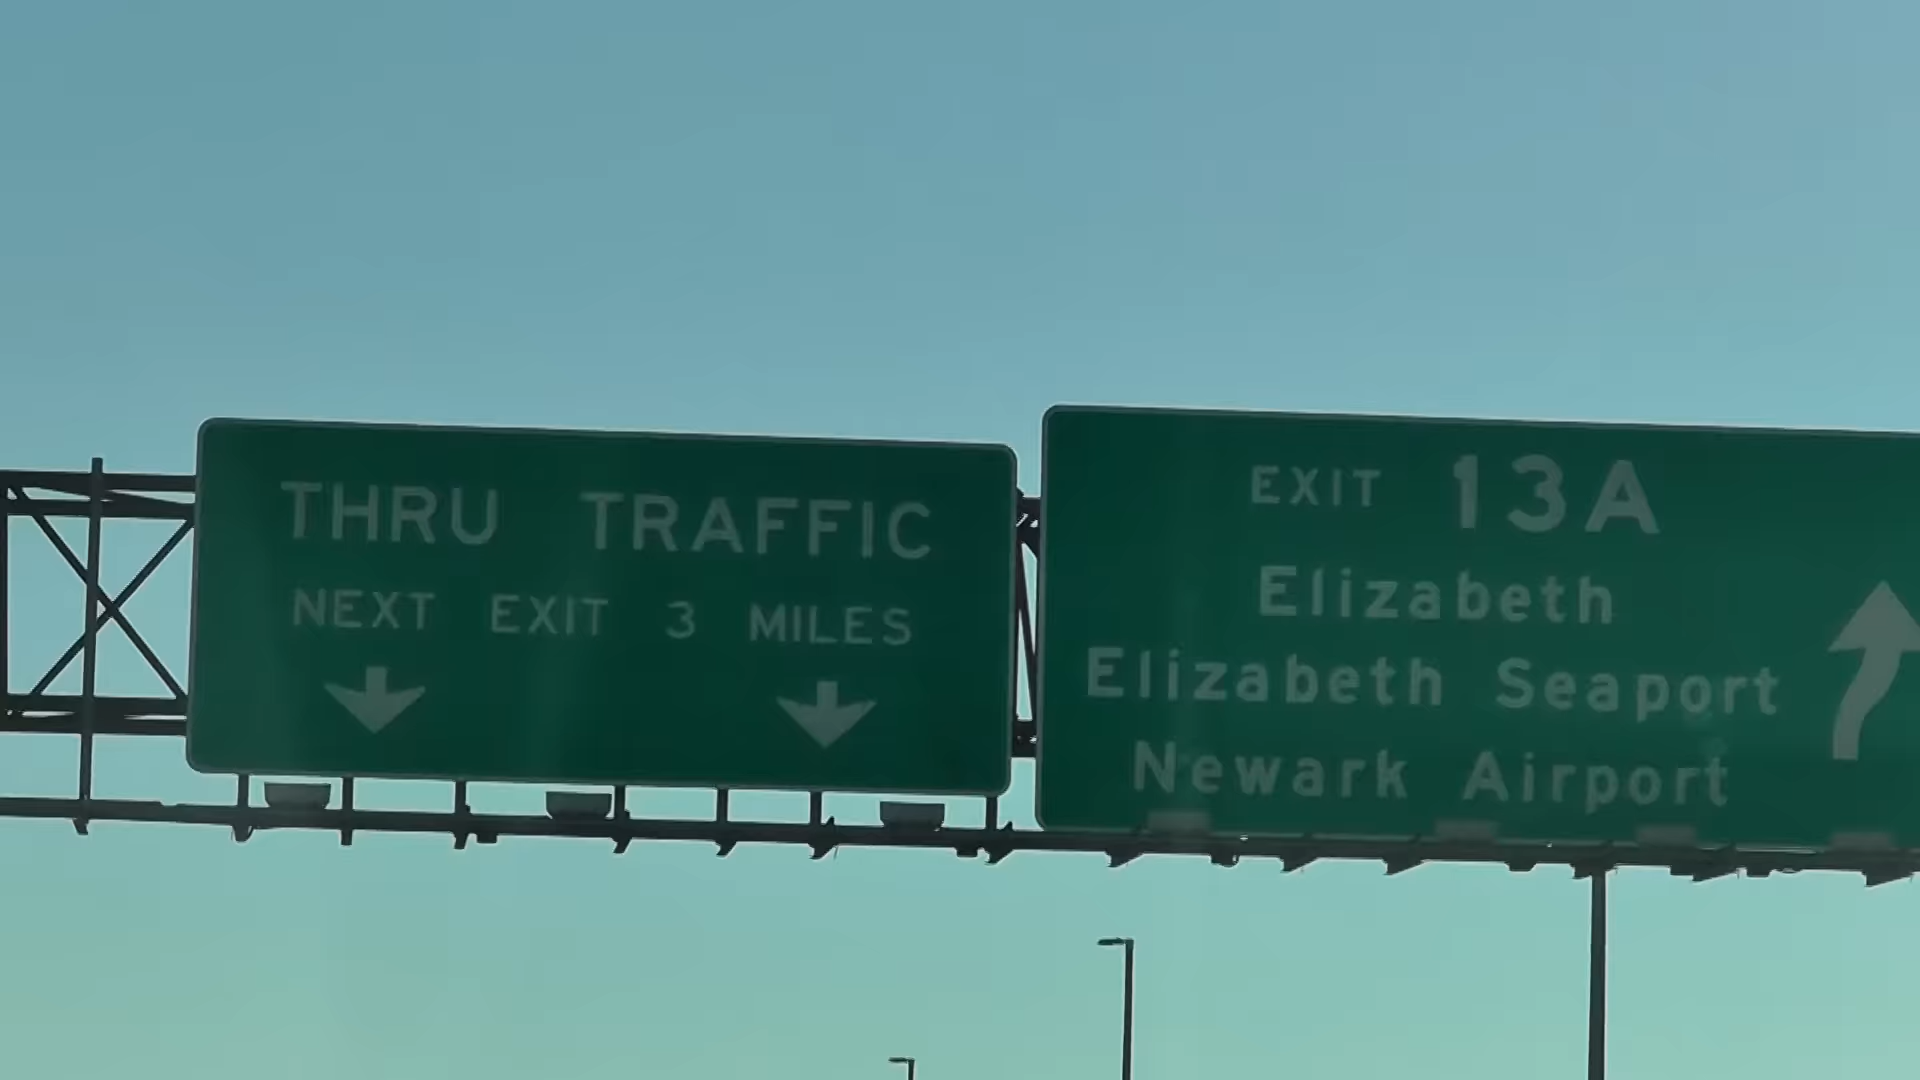 THRU TRAFFIC
NEXT EXIT 3 MILES
EXIT 13A
Elizabeth
Elizabeth Seaport
Newark Airport